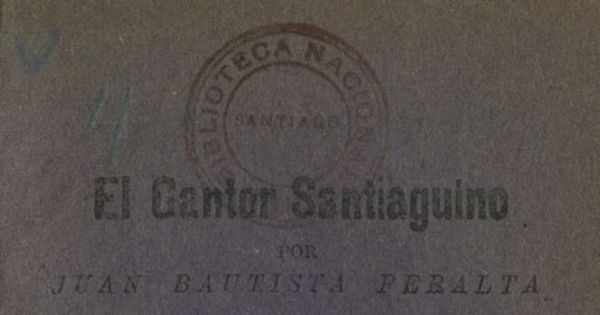 BIBLIOTECA NACIONAL
SANTIAGO
El Cantor Santiaguino
POR
JUAN BAUTISTA PERALTA